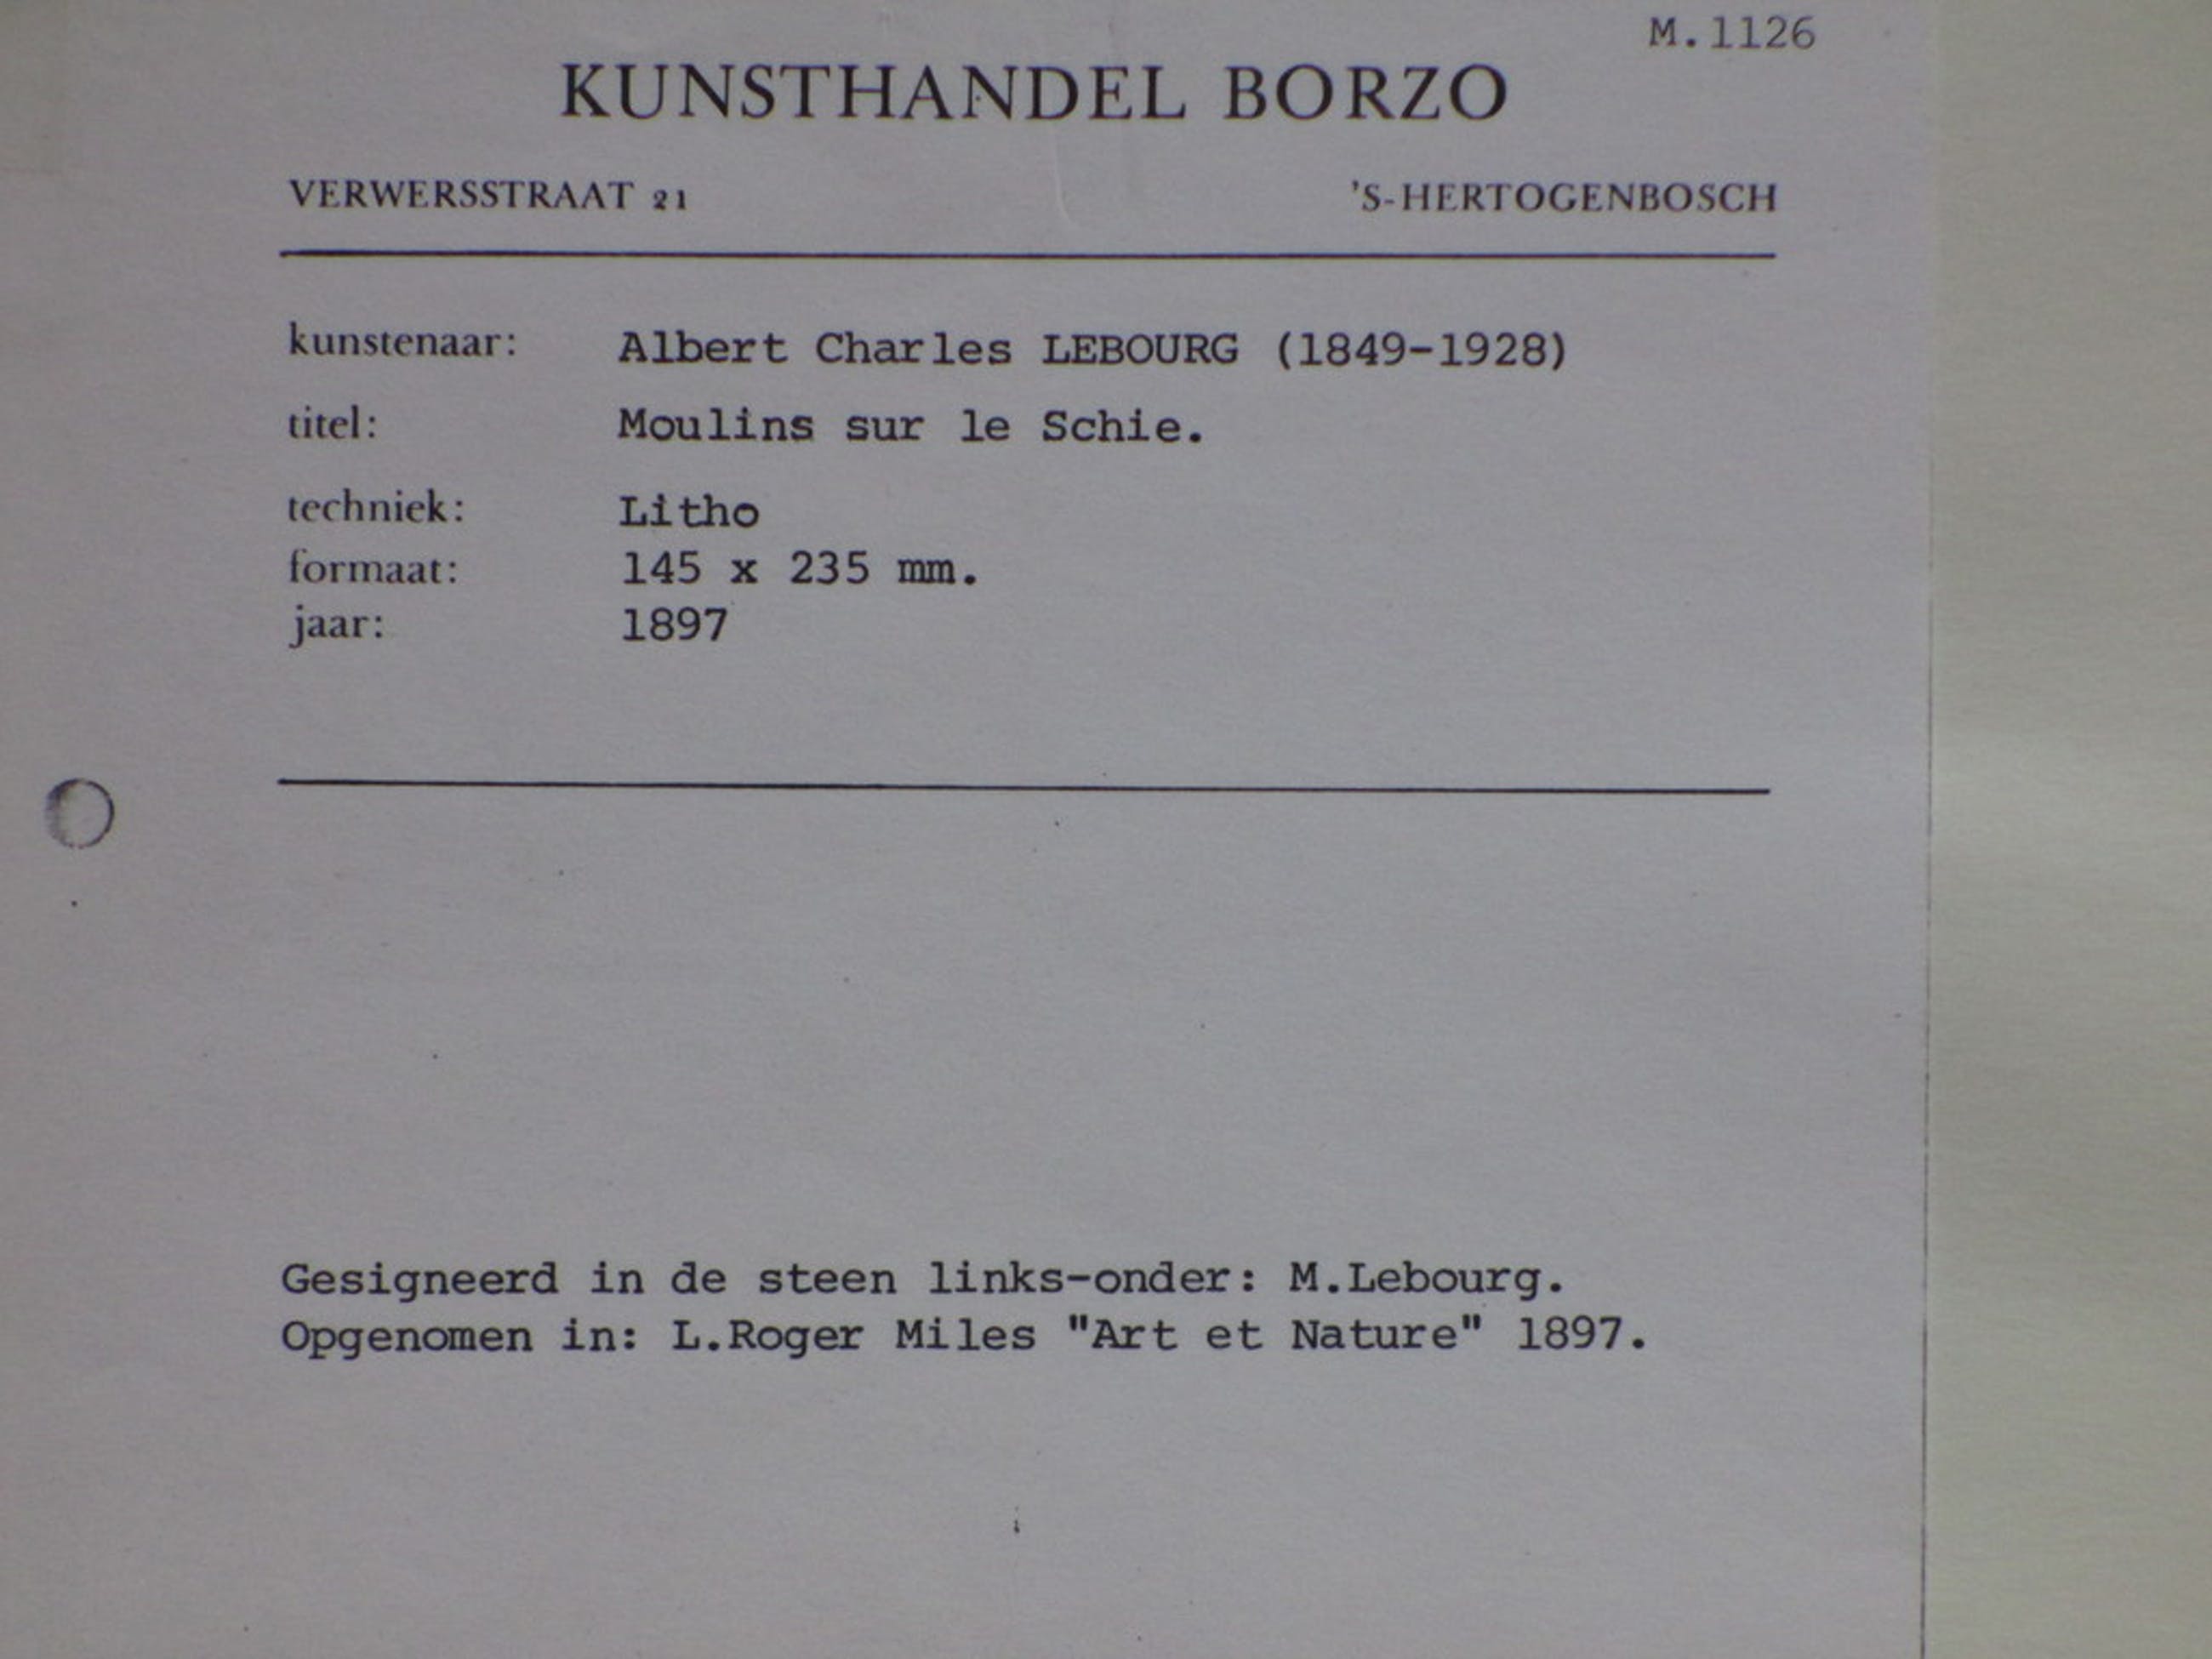 M.1126
KUNSTHANDEL BORZO
VERWERSSTRAAT 21 'S-HERTOGENBOSCH
kunstenaar: Albert Charles LEBOURG (1849-1928)
titel: Moulins sur le Schie.
techniek: Litho
formaat: 145 x 235 mm.
jaar: 1897
Gesigneerd in de steen links-onder: M.Lebourg.
Opgenomen in: L.Roger Miles "Art et Nature" 1897.